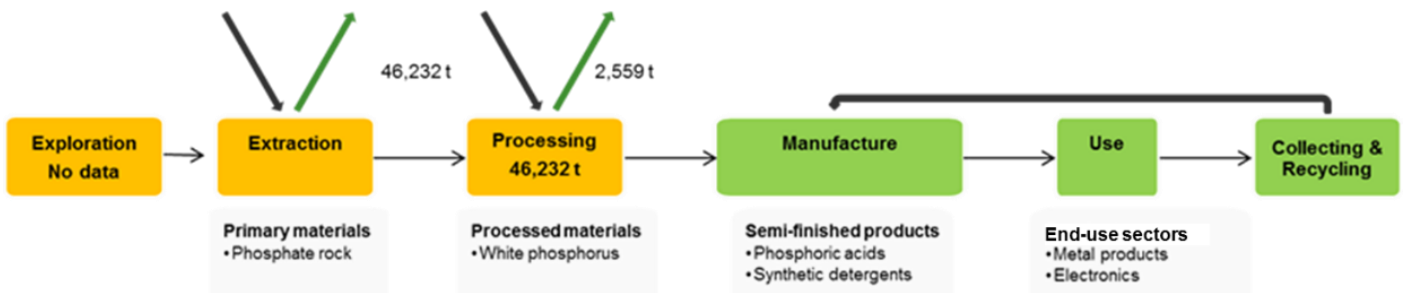 46,232 t
2,559 t
Exploration
No data
Extraction
Processing
46,232 t
Manufacture
Use
Collecting &
Recycling
Primary materials
•Phosphate rock
Processed materials
•White phosphorus
Semi-finished products
•Phosphoric acids
•Synthetic detergents
End-use sectors
•Metal products
•Electronics